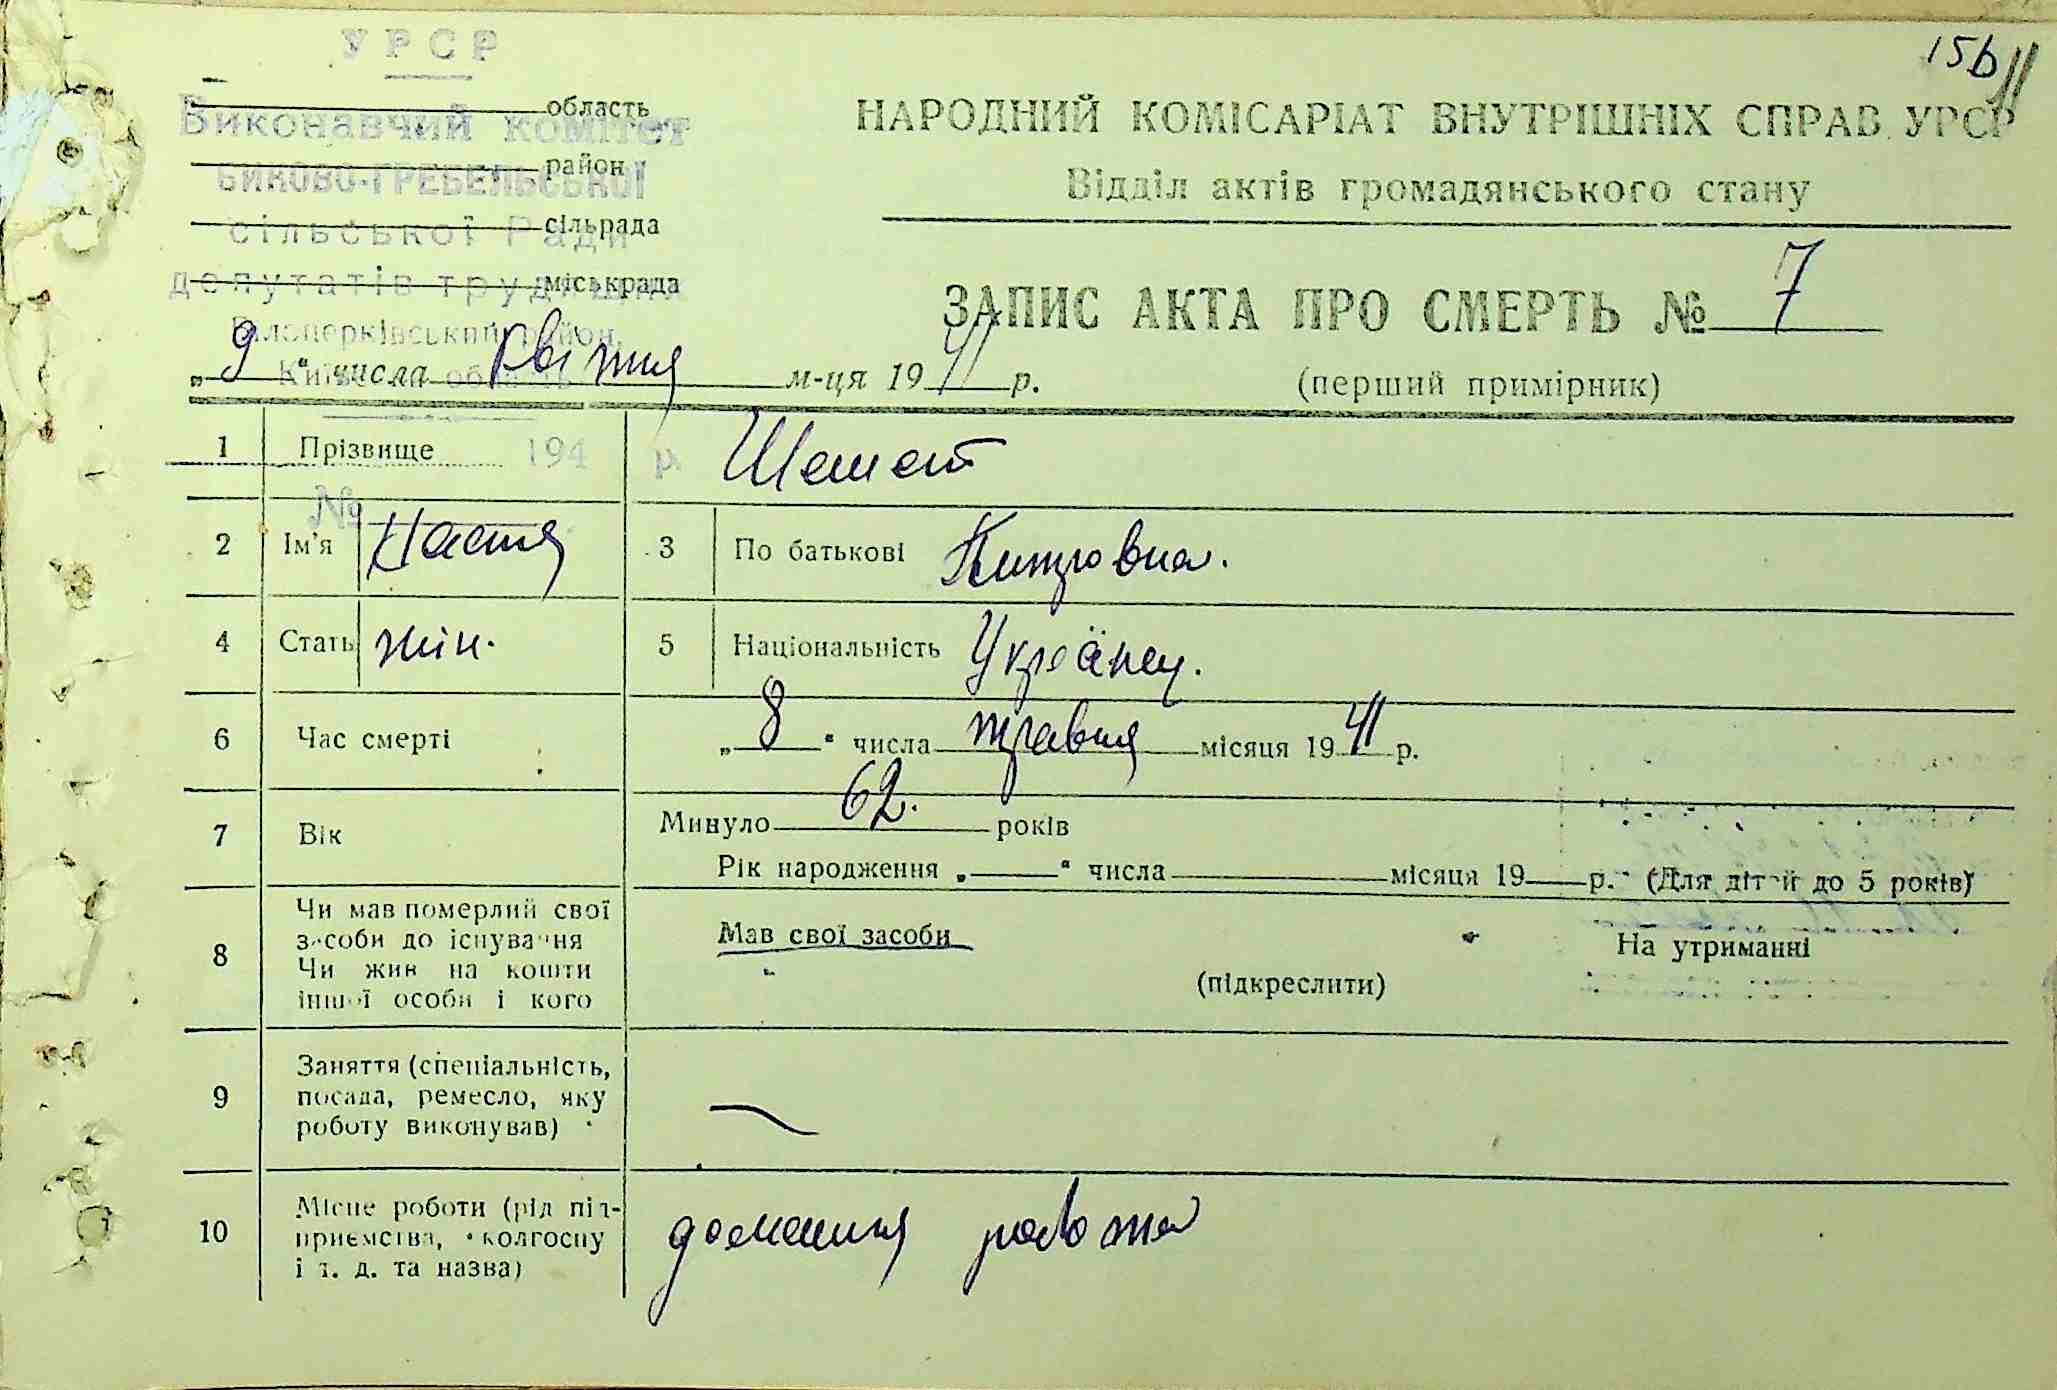 156
УРСР
Виконавчий комітет
БИКОВО-ГРЕБЕЛЬСЬКОЇ
сільської Ради
депутатів трудящих
Білоцерківський район,
Київська область
194 р.
№
область
район
сільрада
міськрада
НАРОДНИЙ КОМІСАРІАТ ВНУТРІШНІХ СПРАВ УРСР
Відділ актів громадянського стану
ЗАПИС АКТА ПРО СМЕРТЬ № 7
(перший примірник)
„9" числа квітня м-ця 1941 р.
1 Прізвище Шешет
2 Ім'я Настя 3 По батькові
4 Стать жін. 5 Національність Україн.
6 Час смерті „8" числа травня місяця 1941 р.
7 Вік Минуло 62. років
Рік народження „ " числа місяця 19 р. (Для дітей до 5 років)
8 Чи мав померлий свої
засоби до існування
Чи жив на кошти
іншої особи і кого
Мав свої засоби На утриманні
(підкреслити)
9 Заняття (спеціальність,
посада, ремесло, яку
роботу виконував) —
10 Місце роботи (рід під-
приємства, колгоспу
і т. д. та назва)
домашня робота